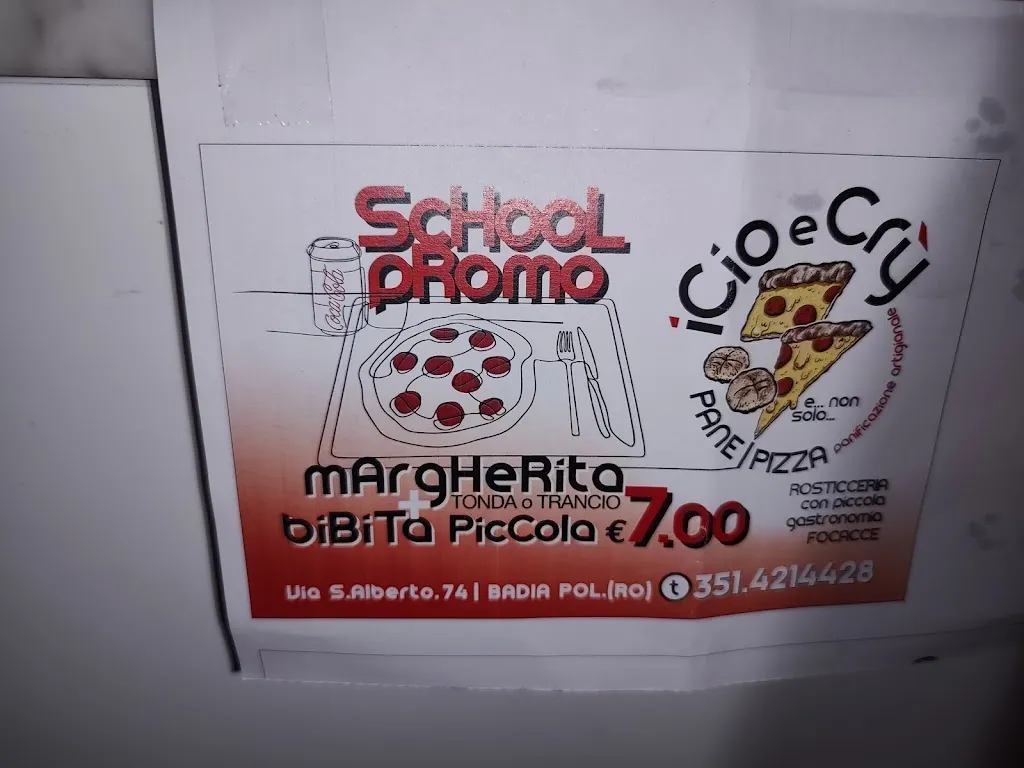 SCHOOL
PROMO
Coca-Cola
mArgHeRita
+ TONDA o TRANCIO
biBiTa PicCola € 7.00
Via S.Alberto,74 | BADIA POL.(RO) t 351.4214428
iCio e Cry
e... non
solo...
PANE/PIZZA panificazione artigianale
ROSTICCERIA
con piccola
gastronomia
FOCACCE